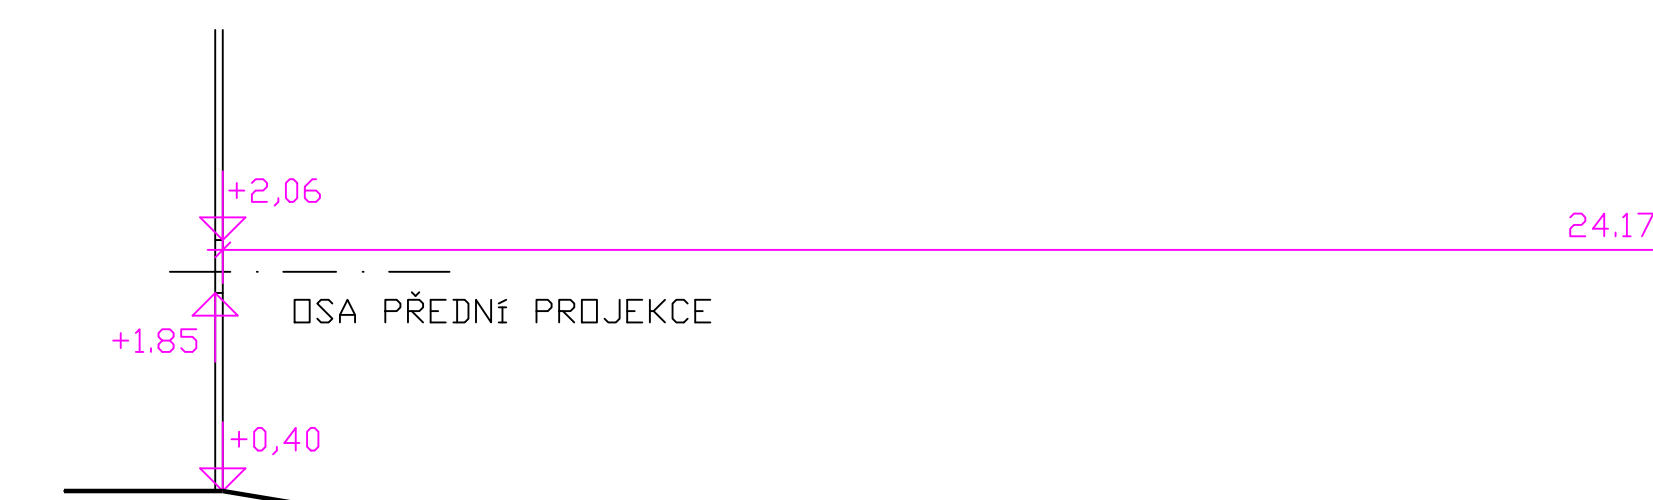 +2,06
24.17
OSA PŘEDNÍ PROJEKCE
+1.85
+0,40